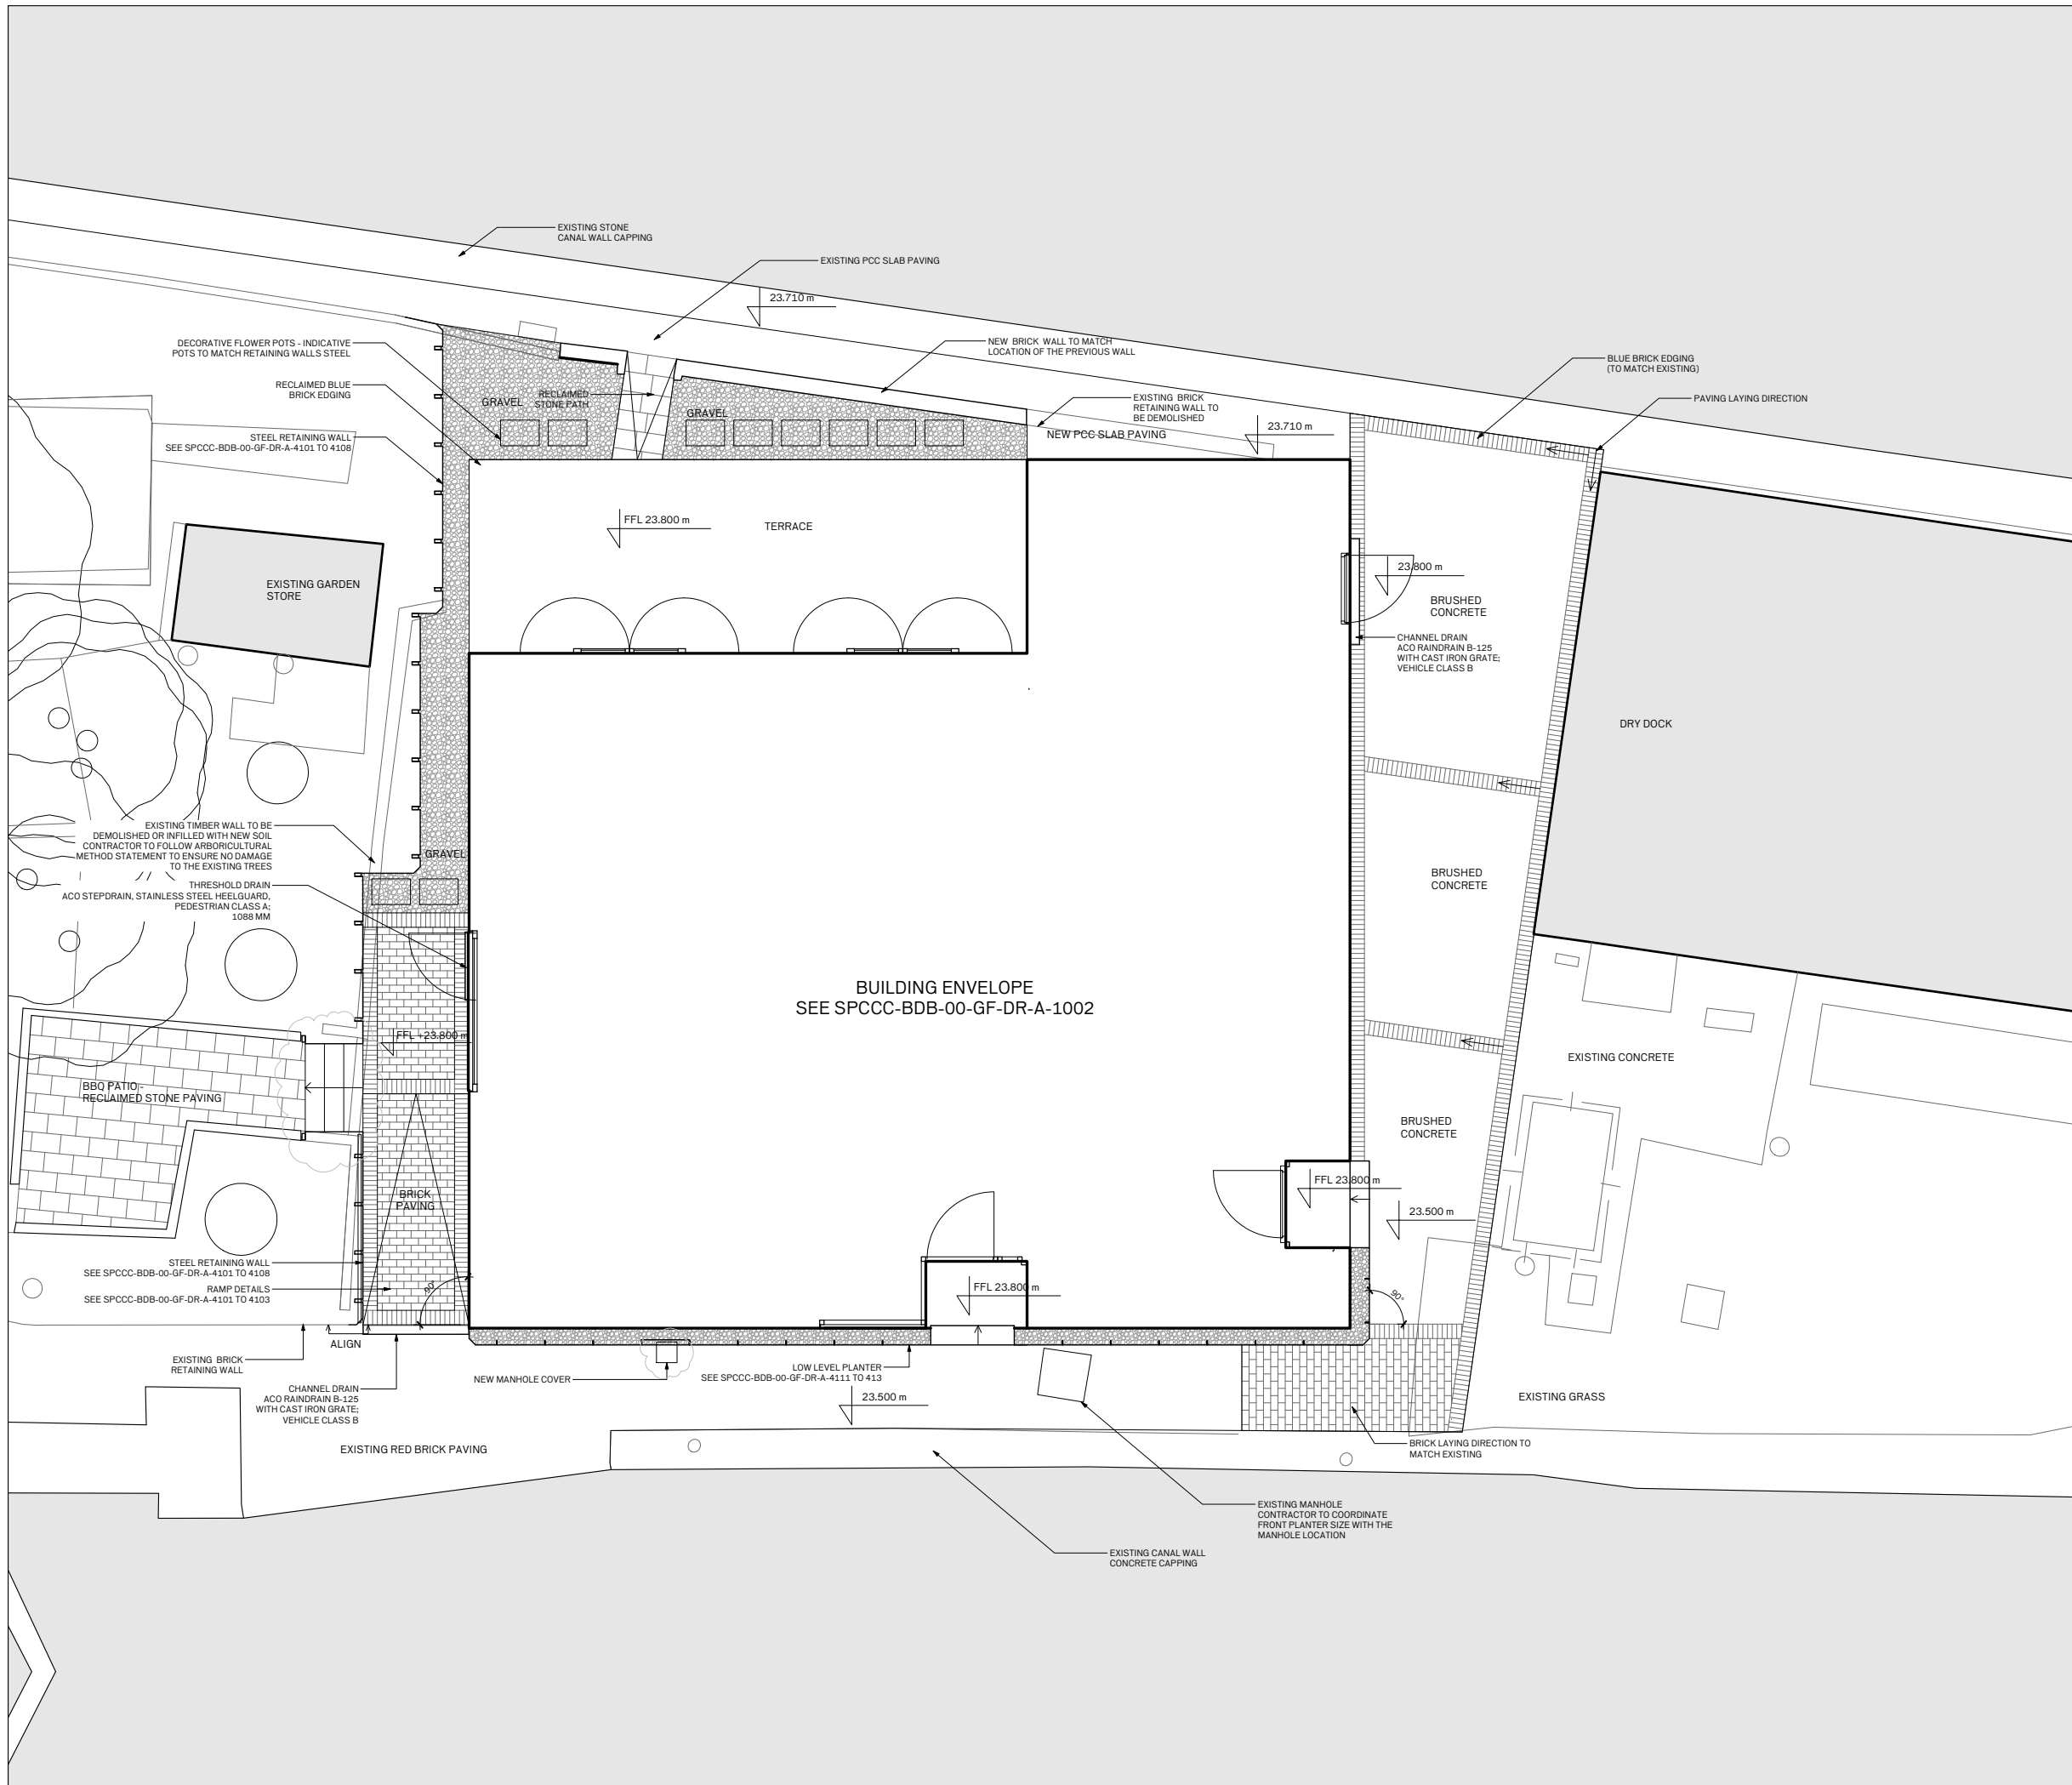 EXISTING STONE
CANAL WALL CAPPING
EXISTING PCC SLAB PAVING
23.710 m
DECORATIVE FLOWER POTS - INDICATIVE
POTS TO MATCH RETAINING WALLS STEEL
NEW BRICK WALL TO MATCH
LOCATION OF THE PREVIOUS WALL
BLUE BRICK EDGING
(TO MATCH EXISTING)
RECLAIMED BLUE
BRICK EDGING
GRAVEL
RECLAIMED
STONE PATH
GRAVEL
EXISTING BRICK
RETAINING WALL TO
BE DEMOLISHED
PAVING LAYING DIRECTION
STEEL RETAINING WALL
SEE SPCCC-BDB-00-GF-DR-A-4101 TO 4108
NEW PCC SLAB PAVING
23.710 m
FFL 23.800 m
TERRACE
EXISTING GARDEN
STORE
23.800 m
BRUSHED
CONCRETE
CHANNEL DRAIN
ACO RAINDRAIN B-125
WITH CAST IRON GRATE;
VEHICLE CLASS B
DRY DOCK
EXISTING TIMBER WALL TO BE
DEMOLISHED OR INFILLED WITH NEW SOIL
CONTRACTOR TO FOLLOW ARBORICULTURAL
METHOD STATEMENT TO ENSURE NO DAMAGE
TO THE EXISTING TREES
GRAVEL
THRESHOLD DRAIN
ACO STEPDRAIN, STAINLESS STEEL HEELGUARD,
PEDESTRIAN CLASS A;
1088 MM
BRUSHED
CONCRETE
BUILDING ENVELOPE
SEE SPCCC-BDB-00-GF-DR-A-1002
FFL +23.800 m
EXISTING CONCRETE
BBQ PATIO -
RECLAIMED STONE PAVING
BRUSHED
CONCRETE
BRICK
PAVING
FFL 23.800 m
23.500 m
STEEL RETAINING WALL
SEE SPCCC-BDB-00-GF-DR-A-4101 TO 4108
RAMP DETAILS
SEE SPCCC-BDB-00-GF-DR-A-4101 TO 4103
90°
FFL 23.800 m
90°
ALIGN
EXISTING BRICK
RETAINING WALL
CHANNEL DRAIN
ACO RAINDRAIN B-125
WITH CAST IRON GRATE;
VEHICLE CLASS B
NEW MANHOLE COVER
LOW LEVEL PLANTER
SEE SPCCC-BDB-00-GF-DR-A-4111 TO 413
23.500 m
EXISTING GRASS
EXISTING RED BRICK PAVING
BRICK LAYING DIRECTION TO
MATCH EXISTING
EXISTING MANHOLE
CONTRACTOR TO COORDINATE
FRONT PLANTER SIZE WITH THE
MANHOLE LOCATION
EXISTING CANAL WALL
CONCRETE CAPPING